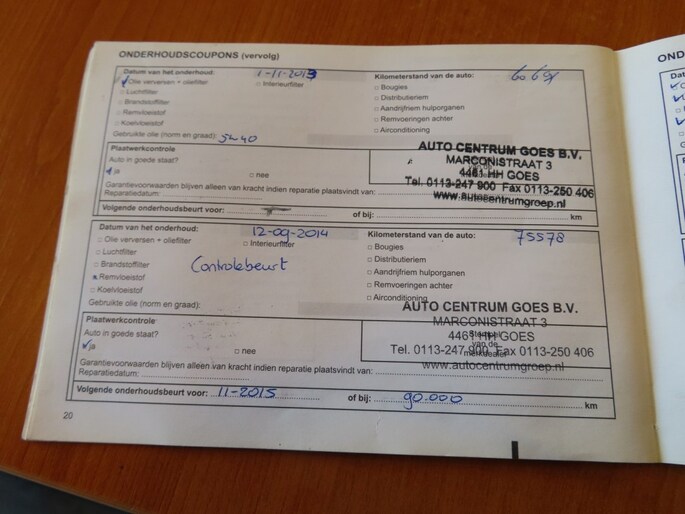 ONDERHOUDSCOUPONS (vervolg)
Datum van het onderhoud: 1-11-2013 Kilometerstand van de auto:
Olie verversen + oliefilter Interieurfilter Bougies
Luchtfilter Distributieriem
Brandstoffilter Aandrijfriem hulporganen
Remvloeistof Remvoeringen achter
Koelvloeistof Airconditioning
Gebruikte olie (norm en graad): 5w40
Plaatwerkcontrole AUTO CENTRUM GOES B.V.
Auto in goede staat? MARCONISTRAAT 3
ja nee 4461 HH GOES
Tel. 0113-247 900 Fax 0113-250 406
Garantievoorwaarden blijven alleen van kracht indien reparatie plaatsvindt van:
Reparatiedatum: www.autocentrumgroep.nl
Volgende onderhoudsbeurt voor: of bij: km
Datum van het onderhoud: 12-09-2014 Kilometerstand van de auto: 75578
Olie verversen + oliefilter Interieurfilter Bougies
Luchtfilter Distributieriem
Brandstoffilter Controlebeurt Aandrijfriem hulporganen
Remvloeistof Remvoeringen achter
Koelvloeistof Airconditioning
Gebruikte olie (norm en graad): AUTO CENTRUM GOES B.V.
Plaatwerkcontrole MARCONISTRAAT 3
Auto in goede staat? 4461 HH GOES
Stempel van de merkdealer
ja nee Tel. 0113-247 900 Fax 0113-250 406
Garantievoorwaarden blijven alleen van kracht indien reparatie plaatsvindt van: www.autocentrumgroep.nl
Reparatiedatum:
Volgende onderhoudsbeurt voor: 11-2015 of bij: 90.000 km
20